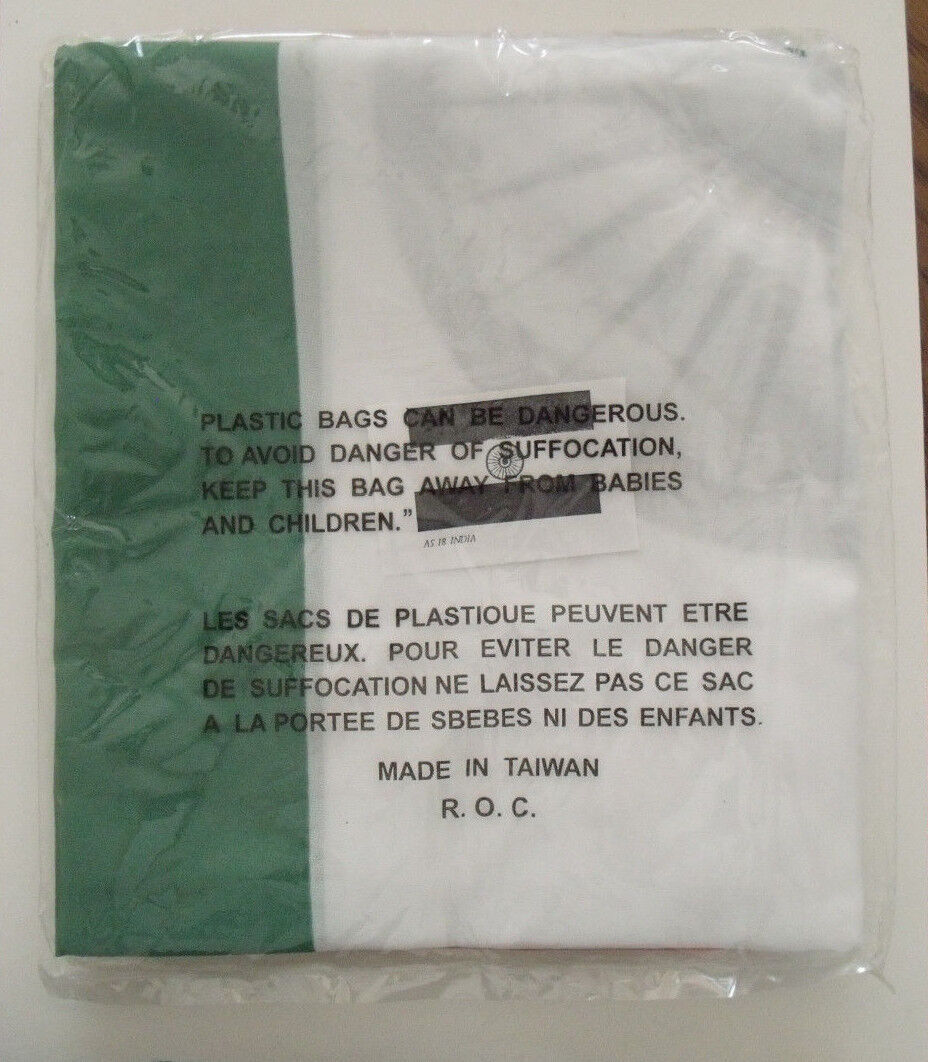 PLASTIC BAGS CAN BE DANGEROUS.
TO AVOID DANGER OF SUFFOCATION,
KEEP THIS BAG AWAY FROM BABIES
AND CHILDREN."
AS 18 INDIA
LES SACS DE PLASTIOUE PEUVENT ETRE
DANGEREUX. POUR EVITER LE DANGER
DE SUFFOCATION NE LAISSEZ PAS CE SAC
A LA PORTEE DE SBEBES NI DES ENFANTS.
MADE IN TAIWAN
R. O. C.